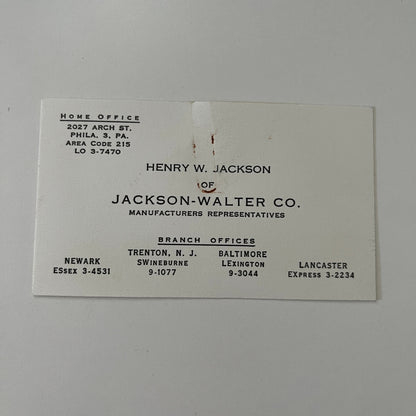 HOME OFFICE
2027 ARCH ST.
PHILA. 3, PA.
AREA CODE 215
LO 3-7470
HENRY W. JACKSON
OF
JACKSON-WALTER CO.
MANUFACTURERS REPRESENTATIVES
BRANCH OFFICES
NEWARK
ESSEX 3-4531
TRENTON, N. J.
SWINEBURNE
9-1077
BALTIMORE
LEXINGTON
9-3044
LANCASTER
EXPRESS 3-2234